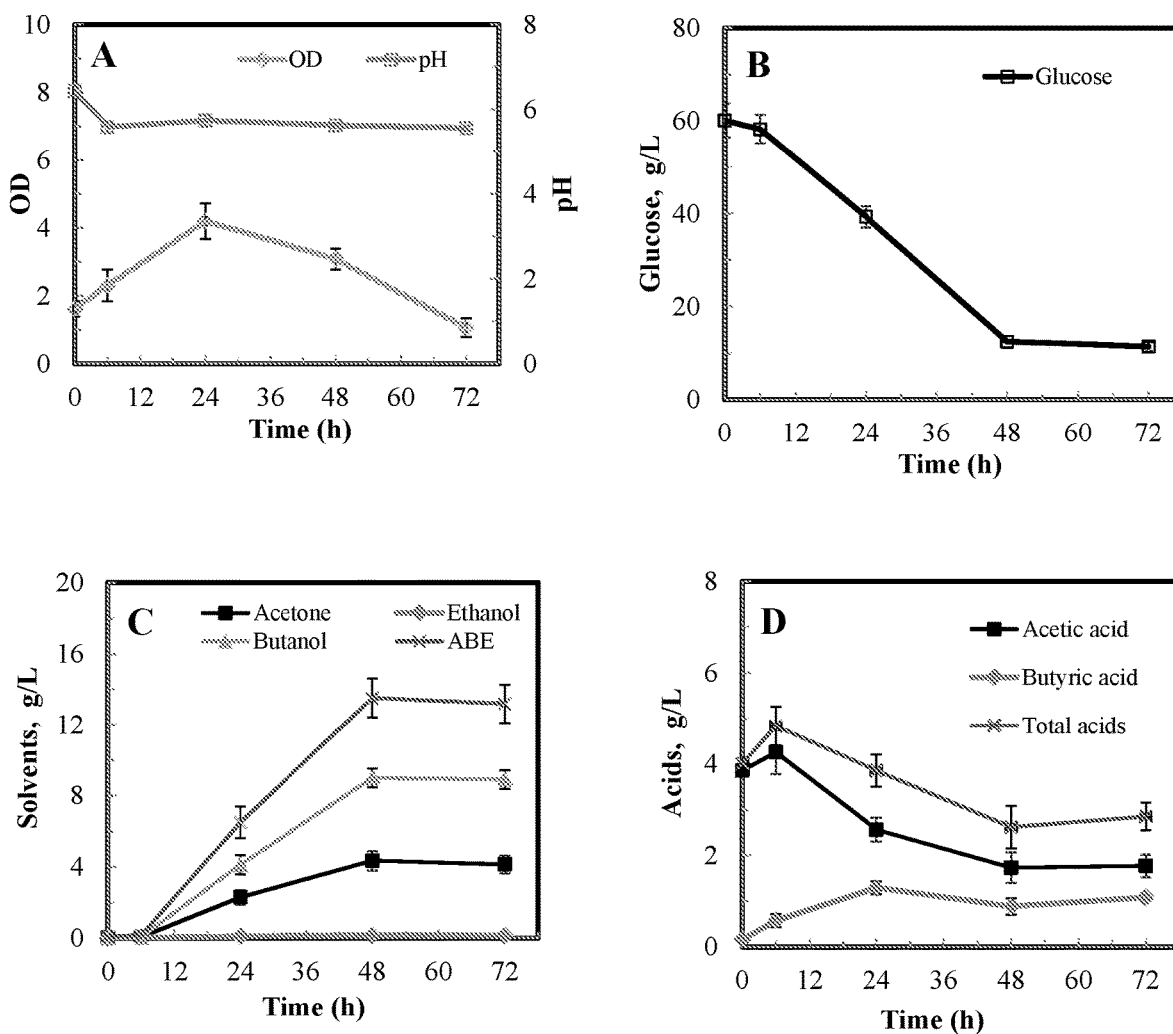 A
OD pH
10
8
6
4
2
0
OD
8
6
4
2
0
pH
0 12 24 36 48 60 72
Time (h)
B
Glucose
80
60
40
20
0
Glucose, g/L
0 12 24 36 48 60 72
Time (h)
C
Acetone Ethanol
Butanol ABE
20
16
12
8
4
0
Solvents, g/L
0 12 24 36 48 60 72
Time (h)
D
Acetic acid
Butyric acid
Total acids
8
6
4
2
0
Acids, g/L
0 12 24 36 48 60 72
Time (h)